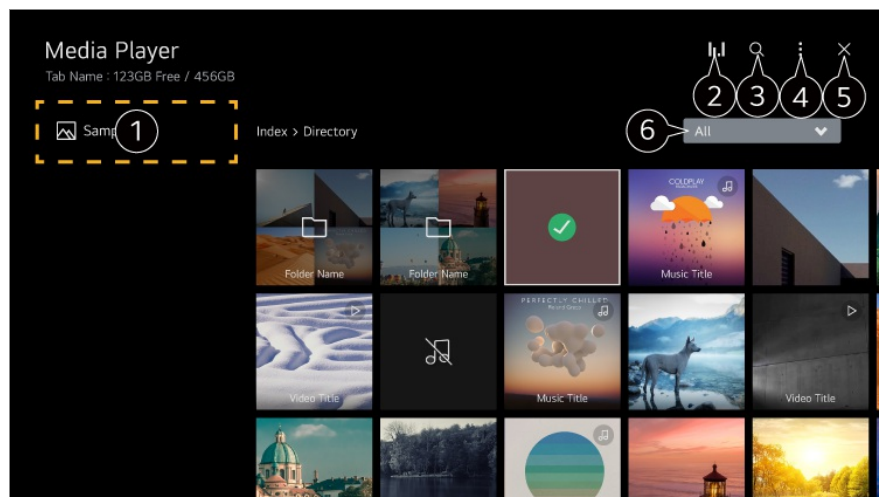 Media Player
Tab Name : 123GB Free / 456GB
2
3
4
5
1
Index > Directory
6
All
Folder Name
Folder Name
COLDPLAY
Music Title
Video Title
PERFECTLY CHILLED
Music Title
Video Title